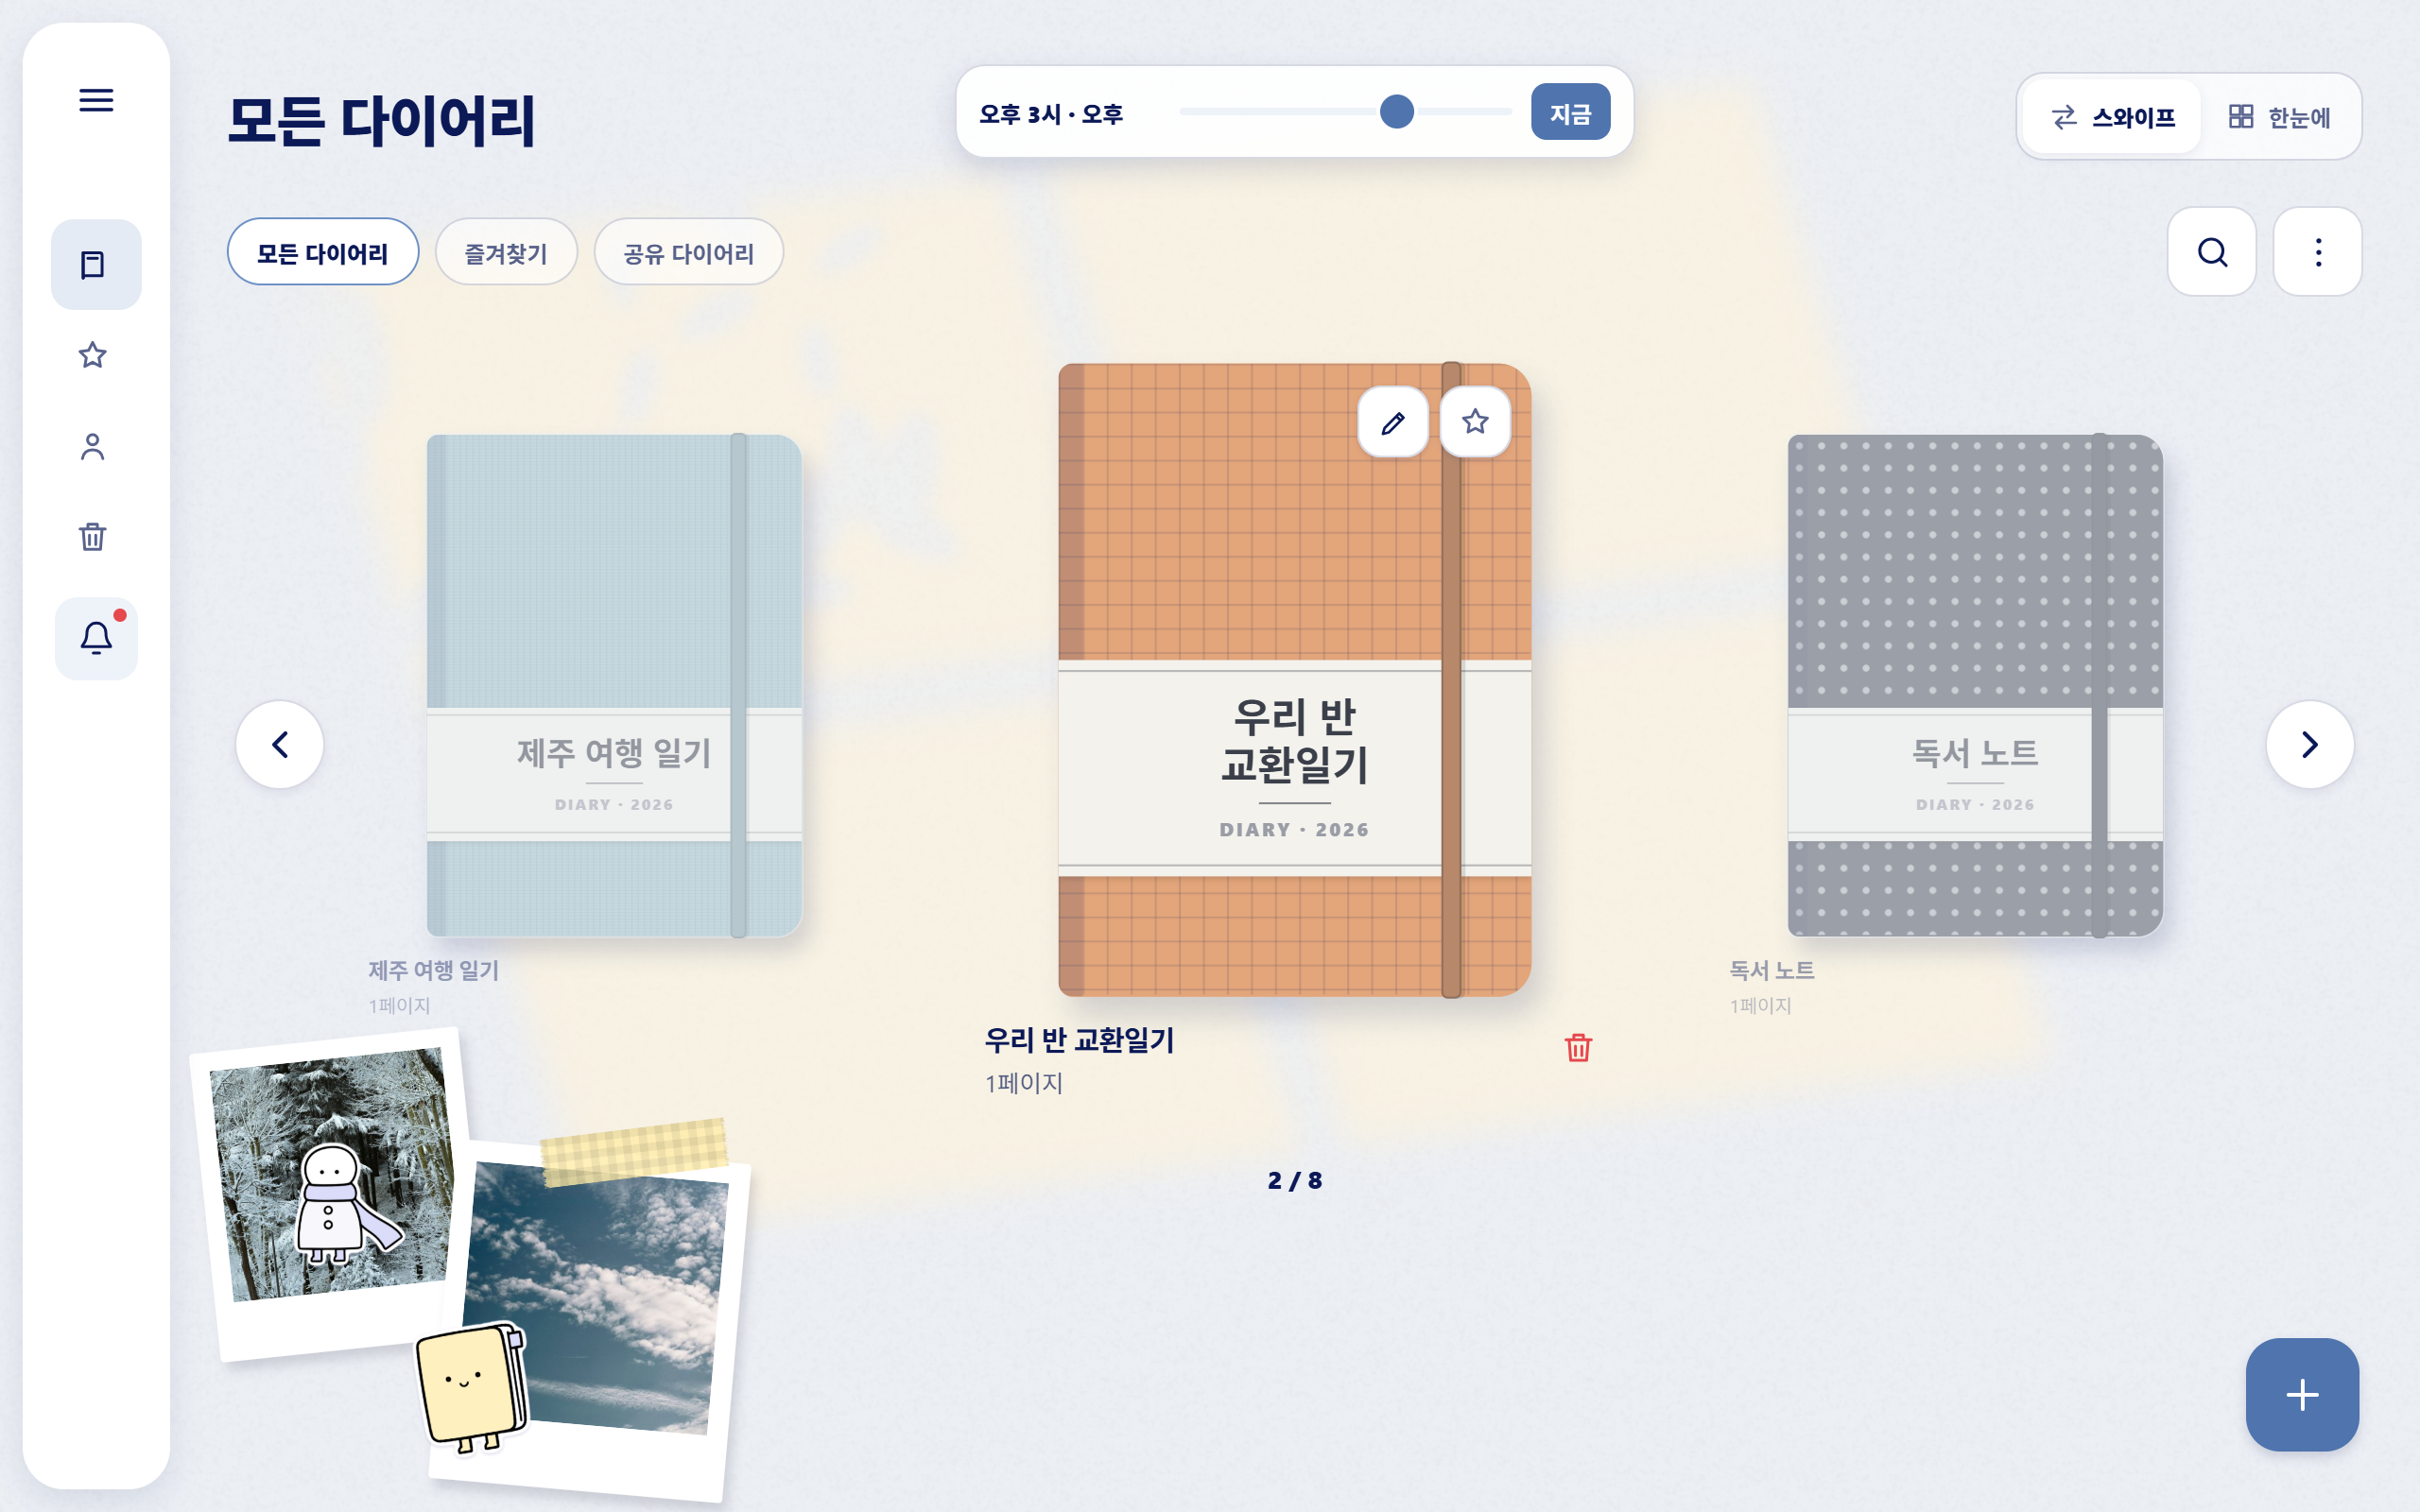 모든 다이어리
오후 3시 · 오후
지금
스와이프
한눈에
모든 다이어리
즐겨찾기
공유 다이어리
제주 여행 일기
DIARY · 2026
제주 여행 일기
1페이지
우리 반
교환일기
DIARY · 2026
우리 반 교환일기
1페이지
독서 노트
DIARY · 2026
독서 노트
1페이지
2 / 8